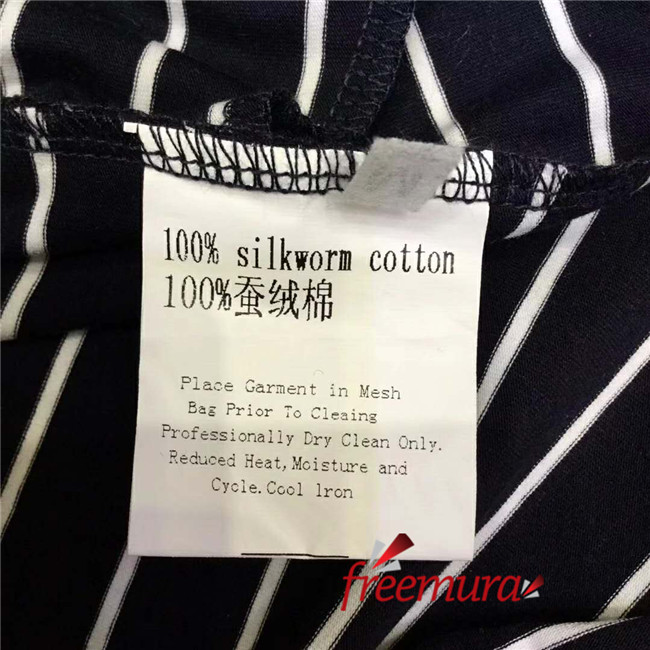 100% silkworm cotton
100%蚕绒棉
Place Garment in Mesh
Bag Prior To Cleaing
Professionally Dry Clean Only.
Reduced Heat,Moisture and
Cycle.Cool lron
freemura